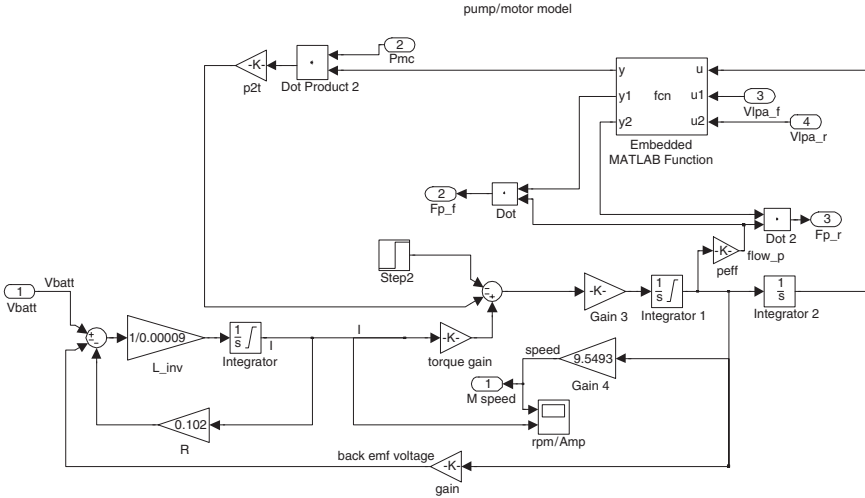 pump/motor model
2
Pmc
-K-
p2t
Dot Product 2
y
y1
y2
fcn
u
u1
u2
3
Vlpa_f
4
Vlpa_r
Embedded
MATLAB Function
2
Fp_f
Dot
Dot 2
3
Fp_r
Step2
-K-
peff
flow_p
1
Vbatt
Vbatt
+
−
−
1/0.00009
L_inv
1
s
Integrator
I
I
-K-
torque gain
−
−
+
-K-
Gain 3
1
s
Integrator 1
1
s
Integrator 2
speed
9.5493
Gain 4
1
M speed
rpm/Amp
0.102
R
back emf voltage
-K-
gain